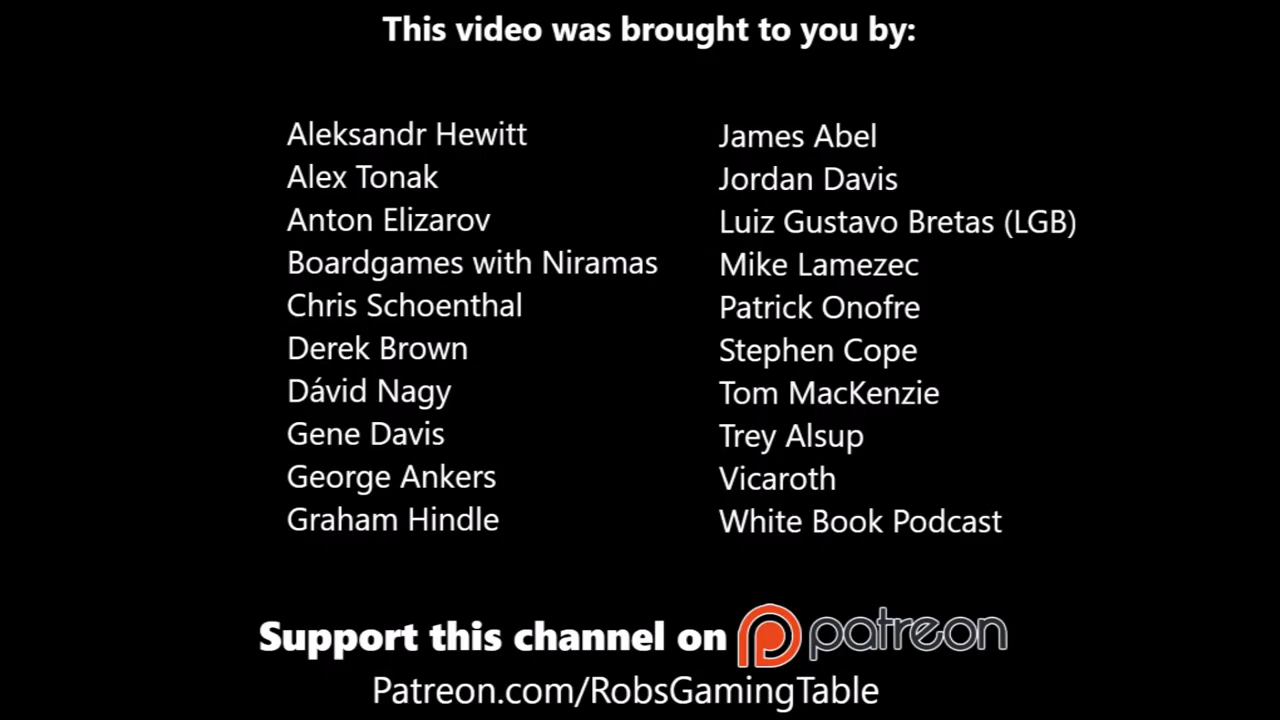 This video was brought to you by:
Aleksandr Hewitt
Alex Tonak
Anton Elizarov
Boardgames with Niramas
Chris Schoenthal
Derek Brown
Dávid Nagy
Gene Davis
George Ankers
Graham Hindle
James Abel
Jordan Davis
Luiz Gustavo Bretas (LGB)
Mike Lamezec
Patrick Onofre
Stephen Cope
Tom MacKenzie
Trey Alsup
Vicaroth
White Book Podcast
Support this channel on patreon
Patreon.com/RobsGamingTable